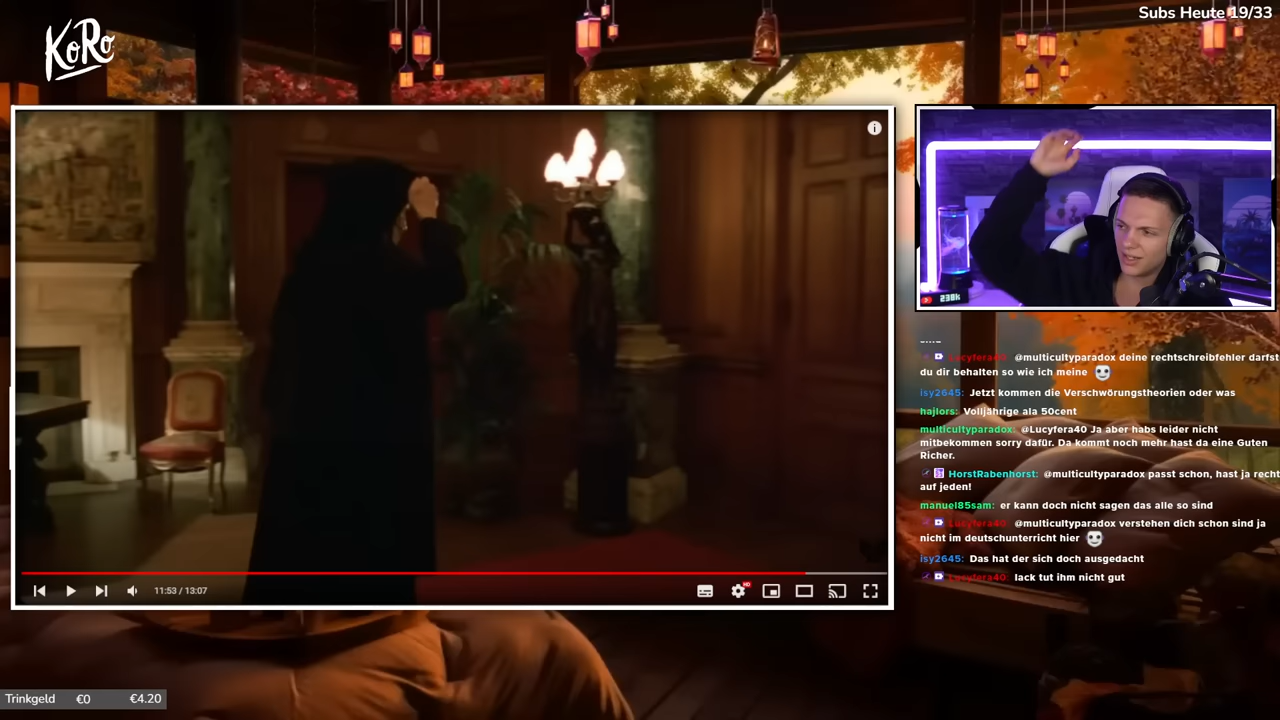 KoRo
Subs Heute 19/33
238k
Lucyfera40 @multicultyparadox deine rechtschreibfehler darfst
du dir behalten so wie ich meine
isy2645: Jetzt kommen die Verschwörungstheorien oder was
hajlors: Volljährige ala 50cent
multicultyparadox: @Lucyfera40 Ja aber habs leider nicht
mitbekommen sorry dafür. Da kommt noch mehr hast da eine Guten
Richer.
HorstRabenhorst: @multicultyparadox passt schon, hast ja recht
auf jeden!
manuel85sam: er kann doch nicht sagen das alle so sind
Lucyfera40: @multicultyparadox verstehen dich schon sind ja
nicht im deutschunterricht hier
isy2645: Das hat der sich doch ausgedacht
Lucyfera40: lack tut ihm nicht gut
HD
11:53 / 13:07
Trinkgeld €0 €4.20